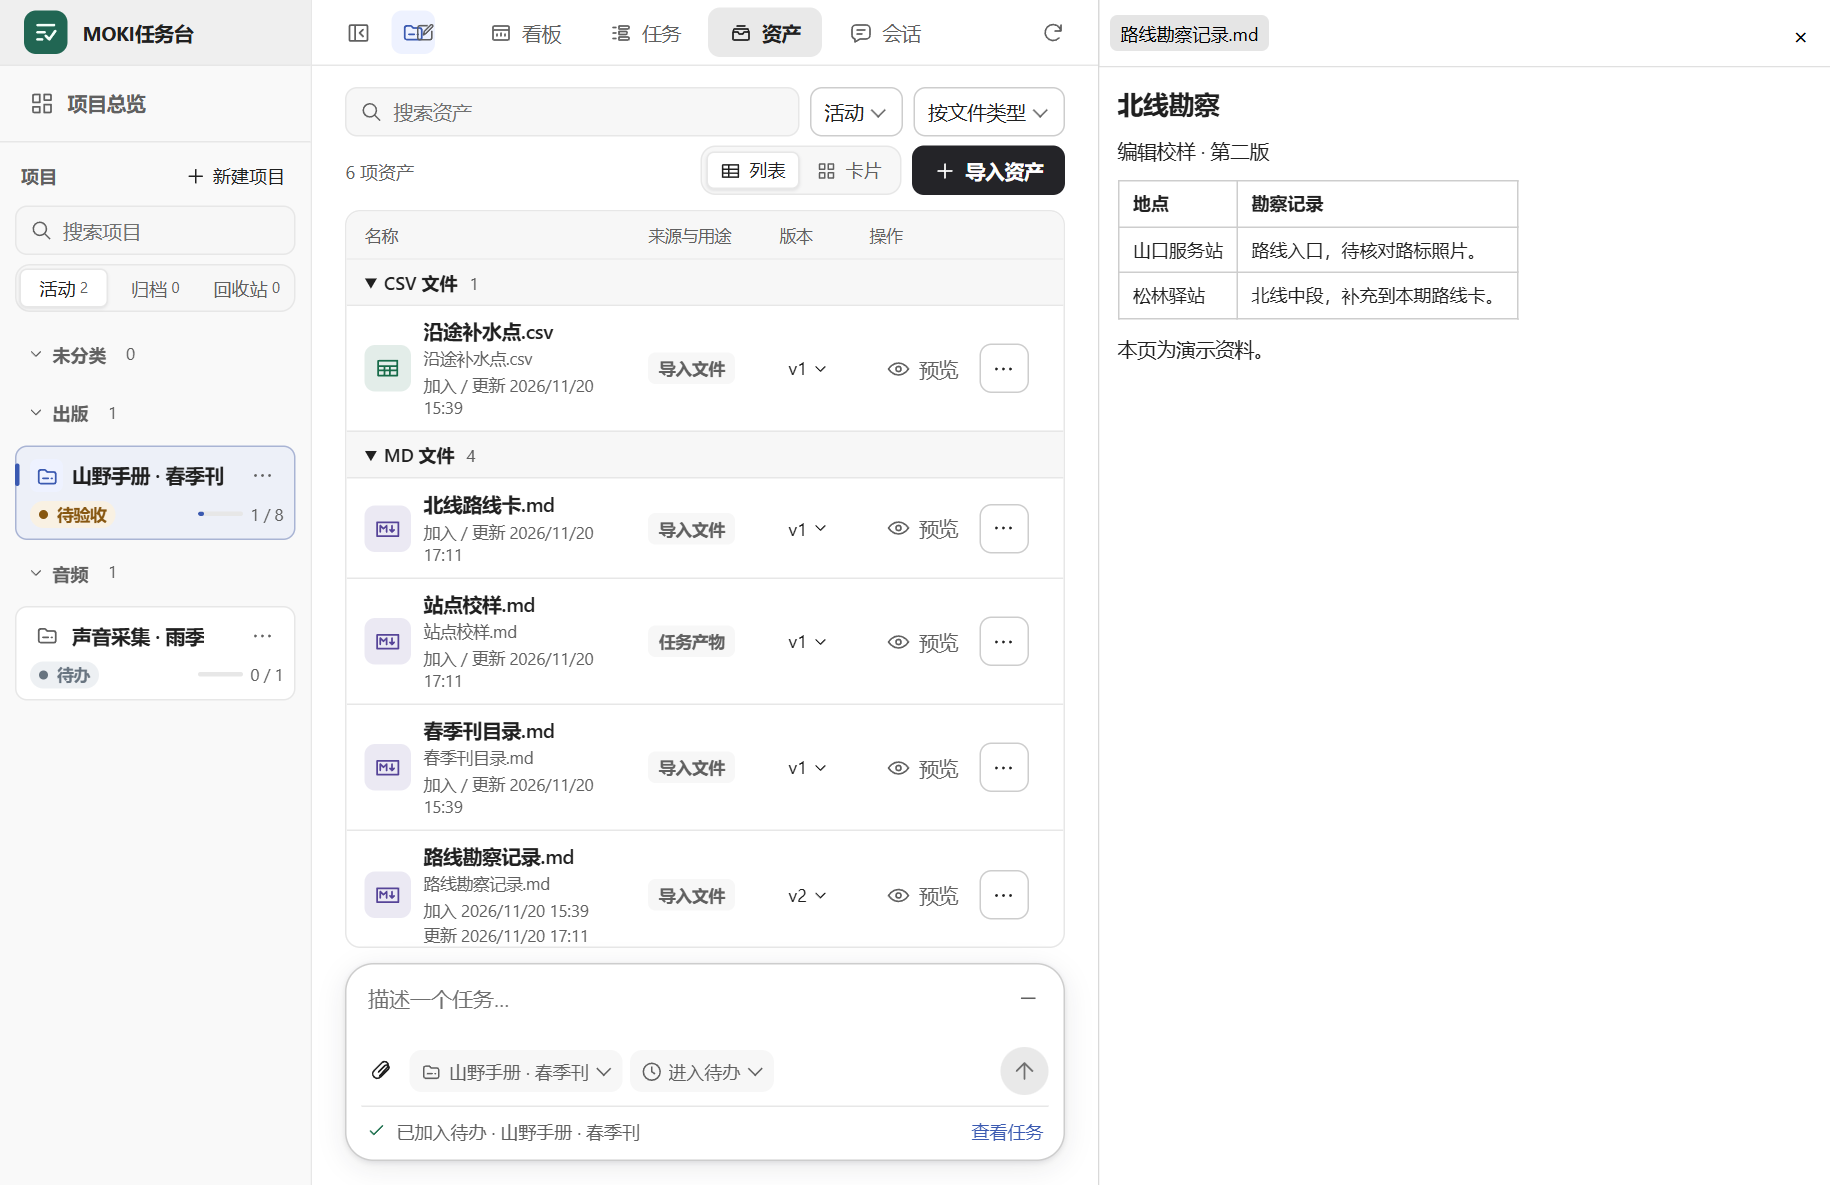 MOKI任务台
项目总览
项目
新建项目
搜索项目
活动 2
归档 0
回收站 0
未分类 0
出版 1
山野手册 · 春季刊
待验收
1 / 8
音频 1
声音采集 · 雨季
待办
0 / 1
看板
任务
资产
会话
搜索资产
活动
按文件类型
6 项资产
列表
卡片
导入资产
名称
来源与用途
版本
操作
CSV 文件 1
沿途补水点.csv
沿途补水点.csv
加入 / 更新 2026/11/20
15:39
导入文件
v1
预览
MD 文件 4
北线路线卡.md
加入 / 更新 2026/11/20
17:11
导入文件
v1
预览
站点校样.md
站点校样.md
加入 / 更新 2026/11/20
17:11
任务产物
v1
预览
春季刊目录.md
春季刊目录.md
加入 / 更新 2026/11/20
15:39
导入文件
v1
预览
路线勘察记录.md
路线勘察记录.md
加入 2026/11/20 15:39
更新 2026/11/20 17:11
导入文件
v2
预览
描述一个任务...
山野手册 · 春季刊
进入待办
已加入待办 · 山野手册 · 春季刊
查看任务
路线勘察记录.md
北线勘察
编辑校样 · 第二版
地点
勘察记录
山口服务站
路线入口，待核对路标照片。
松林驿站
北线中段，补充到本期路线卡。
本页为演示资料。